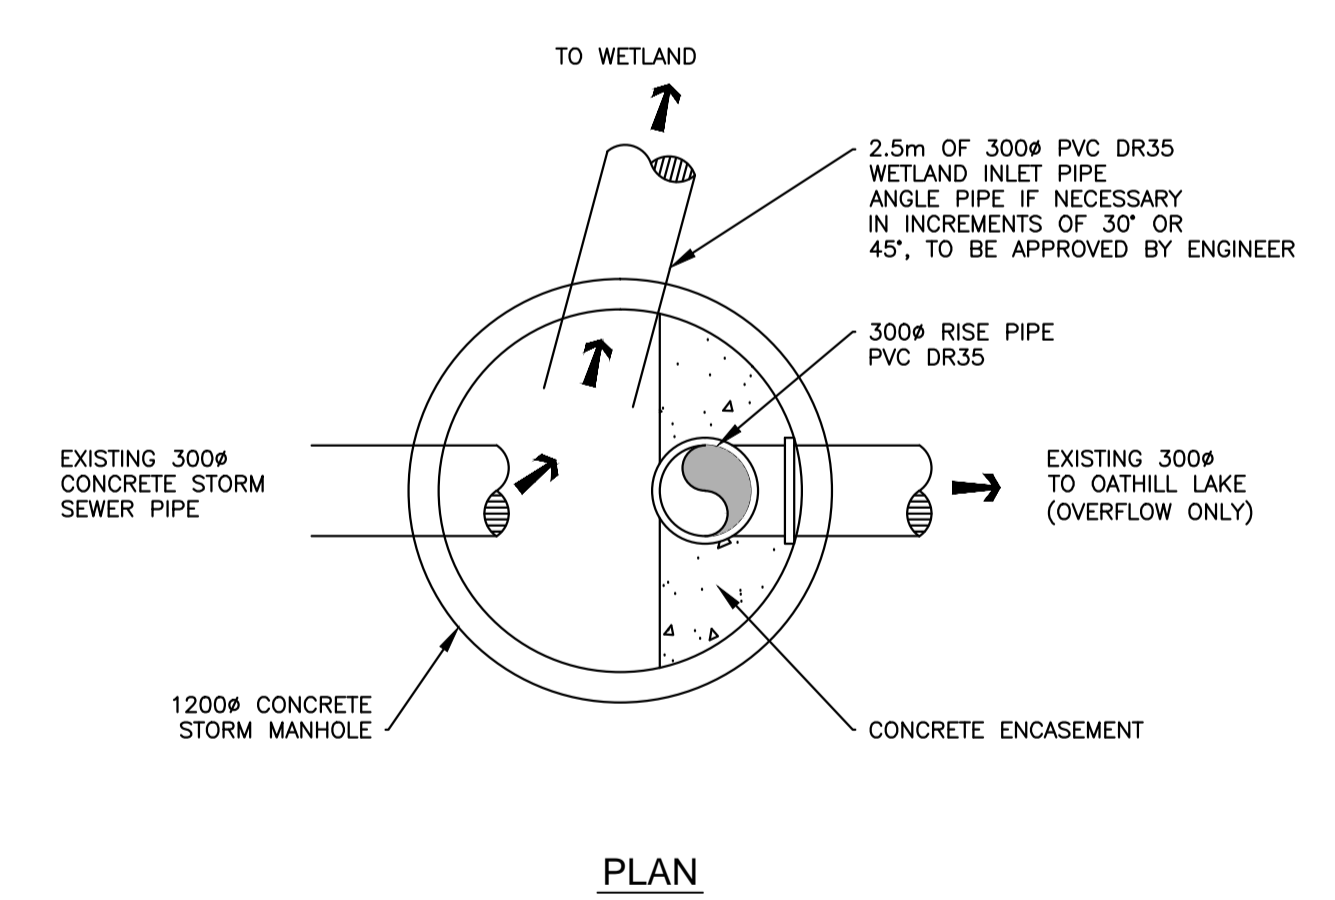 TO WETLAND
2.5m OF 300ø PVC DR35
WETLAND INLET PIPE
ANGLE PIPE IF NECESSARY
IN INCREMENTS OF 30° OR
45°, TO BE APPROVED BY ENGINEER
300ø RISE PIPE
PVC DR35
EXISTING 300ø
CONCRETE STORM
SEWER PIPE
EXISTING 300ø
TO OATHILL LAKE
(OVERFLOW ONLY)
1200ø CONCRETE
STORM MANHOLE
CONCRETE ENCASEMENT
PLAN